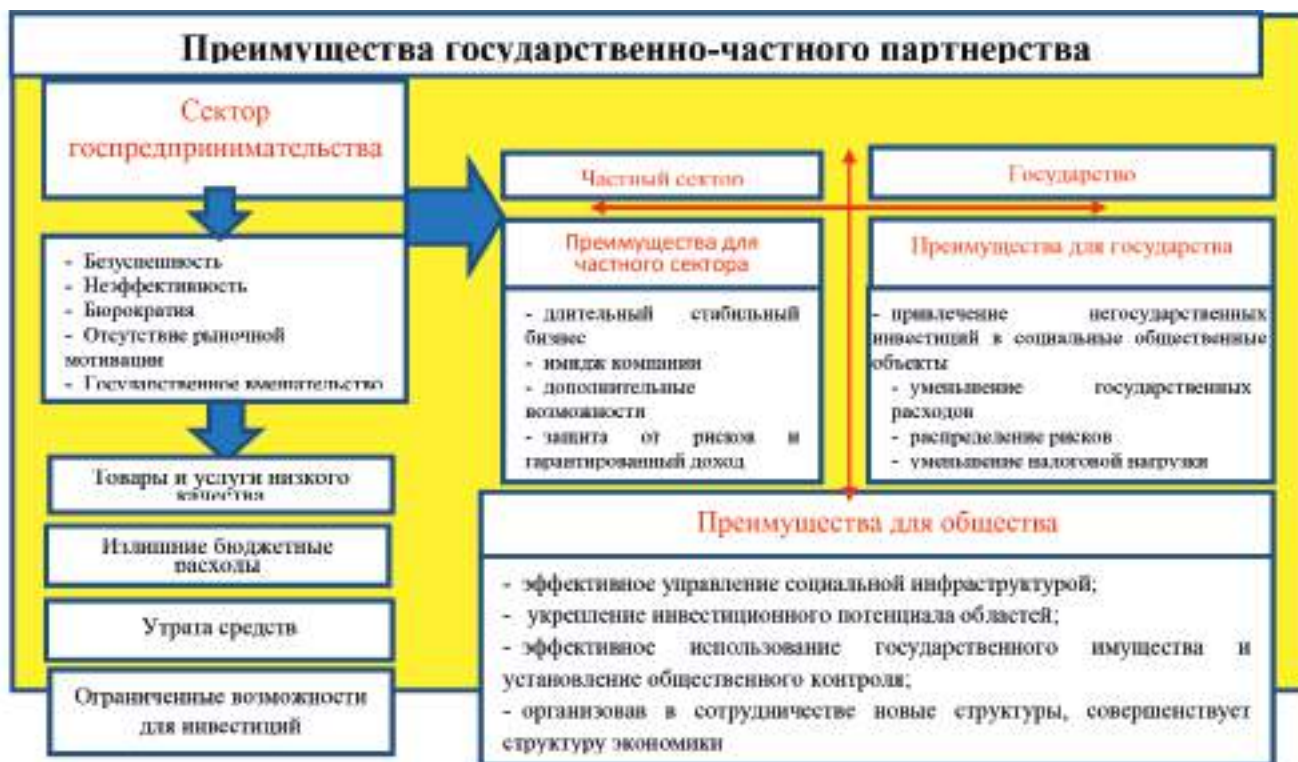 Преимущества государственно-частного партнерства
Сектор
госпредпринимательства
- Безуспешность
- Неэффективность
- Бюрократия
- Отсутствие рыночной
мотивации
- Государственное вмешательство
Товары и услуги низкого
качества
Излишние бюджетные
расходы
Утрата средств
Ограниченные возможности
для инвестиций
Частный сектор
Преимущества для
частного сектора
- длительный стабильный
бизнес
- имидж компании
- дополнительные
возможности
- защита от рисков и
гарантированный доход
Государство
Преимущества для государства
- привлечение негосударственных
инвестиций в социальные общественные
объекты
- уменьшение государственных
расходов
- распределение рисков
- уменьшение налоговой нагрузки
Преимущества для общества
- эффективное управление социальной инфраструктурой;
- укрепление инвестиционного потенциала областей;
- эффективное использование государственного имущества и
установление общественного контроля;
- организовав в сотрудничестве новые структуры, совершенствует
структуру экономики